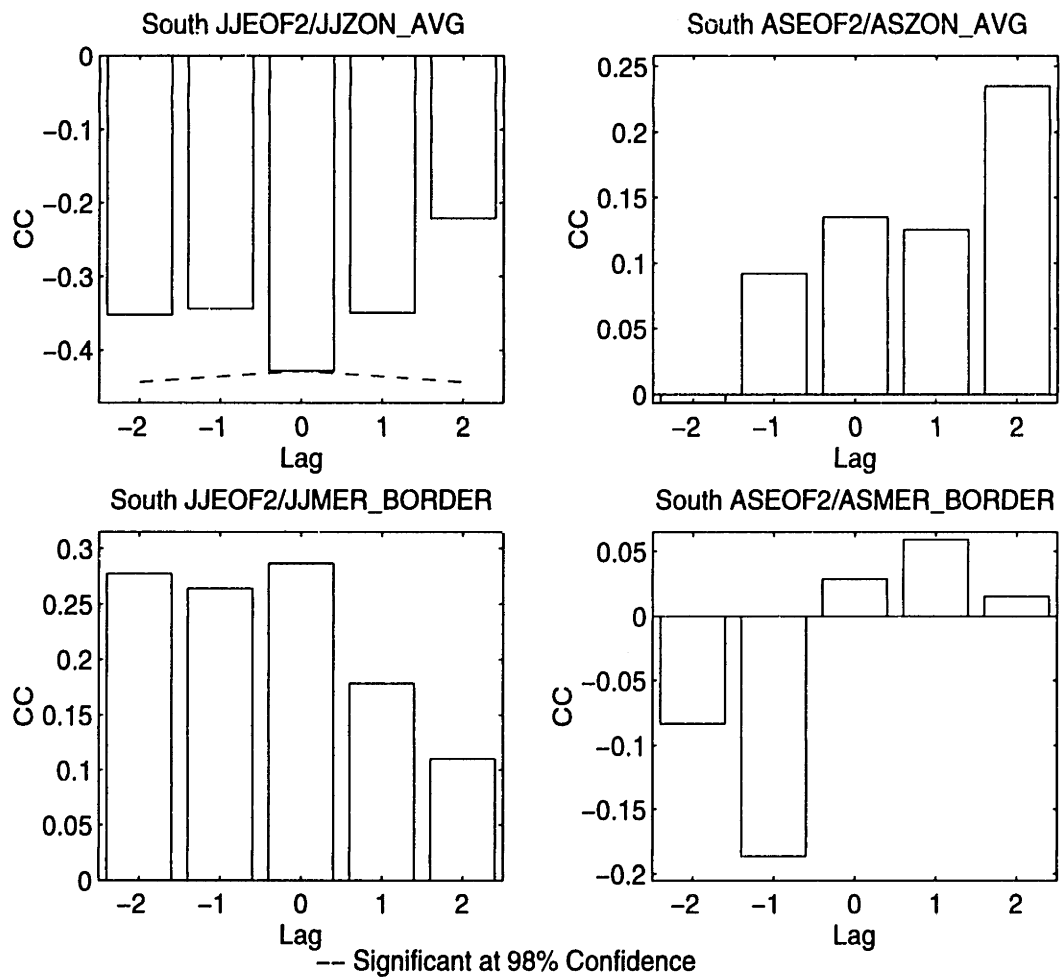 South JJEOF2/JJZON_AVG
0
−0.1
−0.2
−0.3
−0.4
CC
−2 −1 0 1 2
Lag
South ASEOF2/ASZON_AVG
0.25
0.2
0.15
0.1
0.05
0
CC
−2 −1 0 1 2
Lag
South JJEOF2/JJMER_BORDER
0.3
0.25
0.2
0.15
0.1
0.05
0
CC
−2 −1 0 1 2
Lag
South ASEOF2/ASMER_BORDER
0.05
0
−0.05
−0.1
−0.15
−0.2
CC
−2 −1 0 1 2
Lag
−− Significant at 98% Confidence